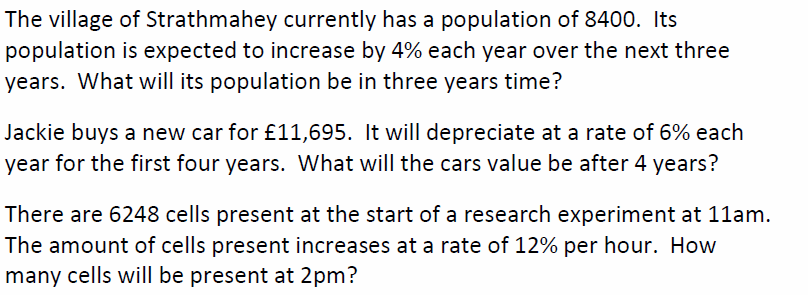 The village of Strathmahey currently has a population of 8400.  Its
population is expected to increase by 4% each year over the next three
years.  What will its population be in three years time?
Jackie buys a new car for £11,695.  It will depreciate at a rate of 6% each
year for the first four years.  What will the cars value be after 4 years?
There are 6248 cells present at the start of a research experiment at 11am.
The amount of cells present increases at a rate of 12% per hour.  How
many cells will be present at 2pm?